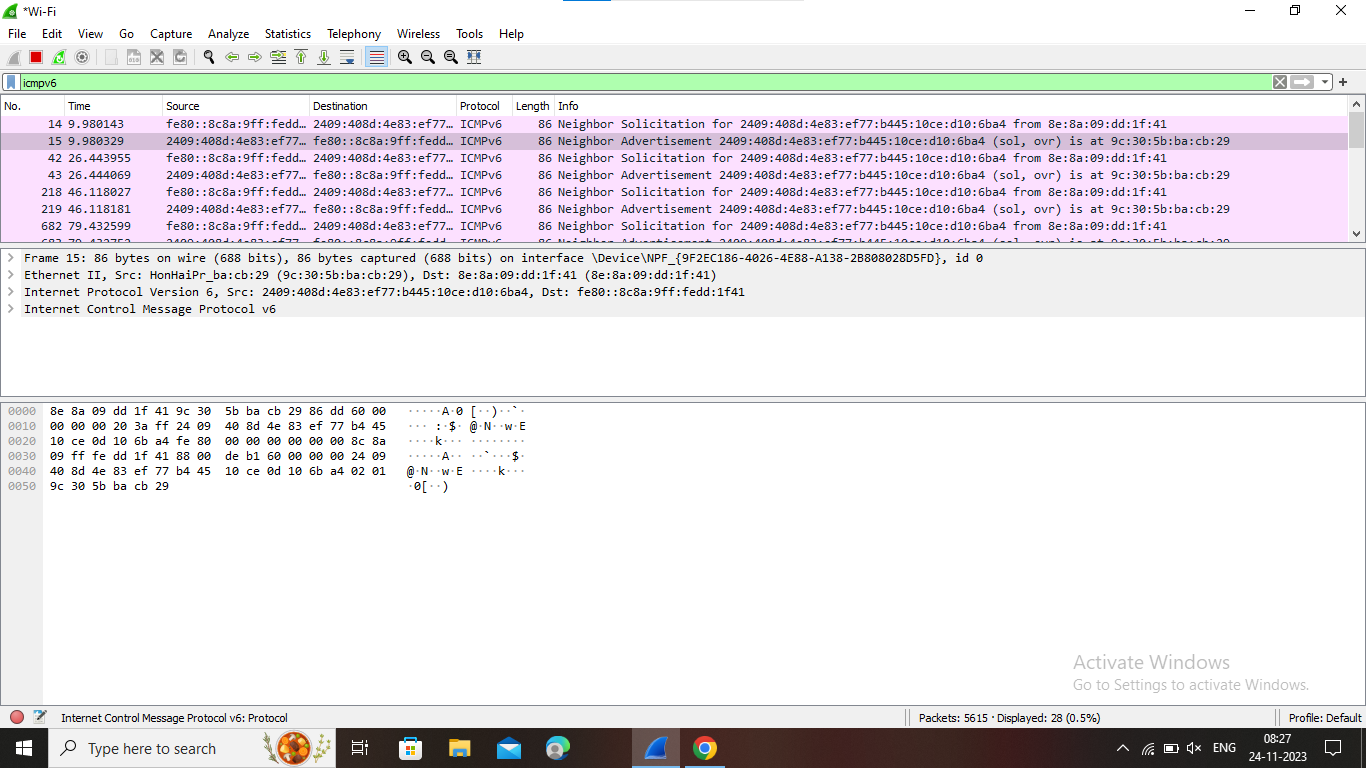 *Wi-Fi
File Edit View Go Capture Analyze Statistics Telephony Wireless Tools Help
icmpv6
No. Time Source Destination Protocol Length Info
14 9.980143 fe80::8c8a:9ff:fedd… 2409:408d:4e83:ef77… ICMPv6 86 Neighbor Solicitation for 2409:408d:4e83:ef77:b445:10ce:d10:6ba4 from 8e:8a:09:dd:1f:41
15 9.980329 2409:408d:4e83:ef77… fe80::8c8a:9ff:fedd… ICMPv6 86 Neighbor Advertisement 2409:408d:4e83:ef77:b445:10ce:d10:6ba4 (sol, ovr) is at 9c:30:5b:ba:cb:29
42 26.443955 fe80::8c8a:9ff:fedd… 2409:408d:4e83:ef77… ICMPv6 86 Neighbor Solicitation for 2409:408d:4e83:ef77:b445:10ce:d10:6ba4 from 8e:8a:09:dd:1f:41
43 26.444069 2409:408d:4e83:ef77… fe80::8c8a:9ff:fedd… ICMPv6 86 Neighbor Advertisement 2409:408d:4e83:ef77:b445:10ce:d10:6ba4 (sol, ovr) is at 9c:30:5b:ba:cb:29
218 46.118027 fe80::8c8a:9ff:fedd… 2409:408d:4e83:ef77… ICMPv6 86 Neighbor Solicitation for 2409:408d:4e83:ef77:b445:10ce:d10:6ba4 from 8e:8a:09:dd:1f:41
219 46.118181 2409:408d:4e83:ef77… fe80::8c8a:9ff:fedd… ICMPv6 86 Neighbor Advertisement 2409:408d:4e83:ef77:b445:10ce:d10:6ba4 (sol, ovr) is at 9c:30:5b:ba:cb:29
682 79.432599 fe80::8c8a:9ff:fedd… 2409:408d:4e83:ef77… ICMPv6 86 Neighbor Solicitation for 2409:408d:4e83:ef77:b445:10ce:d10:6ba4 from 8e:8a:09:dd:1f:41
Frame 15: 86 bytes on wire (688 bits), 86 bytes captured (688 bits) on interface \Device\NPF_{9F2EC186-4026-4E88-A138-2B808028D5FD}, id 0
Ethernet II, Src: HonHaiPr_ba:cb:29 (9c:30:5b:ba:cb:29), Dst: 8e:8a:09:dd:1f:41 (8e:8a:09:dd:1f:41)
Internet Protocol Version 6, Src: 2409:408d:4e83:ef77:b445:10ce:d10:6ba4, Dst: fe80::8c8a:9ff:fedd:1f41
Internet Control Message Protocol v6
0000 8e 8a 09 dd 1f 41 9c 30 5b ba cb 29 86 dd 60 00 ·····A·0 [··)··`·
0010 00 00 00 20 3a ff 24 09 40 8d 4e 83 ef 77 b4 45 ··· :·$· @·N··w·E
0020 10 ce 0d 10 6b a4 fe 80 00 00 00 00 00 00 8c 8a ····k··· ········
0030 09 ff fe dd 1f 41 88 00 de b1 60 00 00 00 24 09 ·····A·· ··`···$·
0040 40 8d 4e 83 ef 77 b4 45 10 ce 0d 10 6b a4 02 01 @·N··w·E ····k···
0050 9c 30 5b ba cb 29 ·0[··)
Activate Windows
Go to Settings to activate Windows.
Internet Control Message Protocol v6: Protocol Packets: 5615 · Displayed: 28 (0.5%) Profile: Default
Type here to search ENG 08:27
24-11-2023